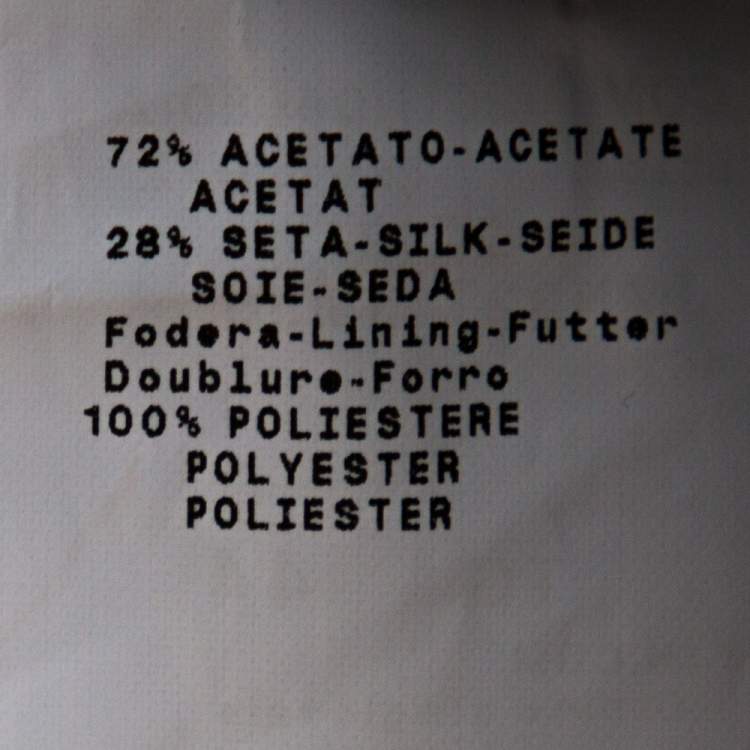 72% ACETATO-ACETATE
ACETAT
28% SETA-SILK-SEIDE
SOIE-SEDA
Fodera-Lining-Futter
Doublure-Forro
100% POLIESTERE
POLYESTER
POLIESTER